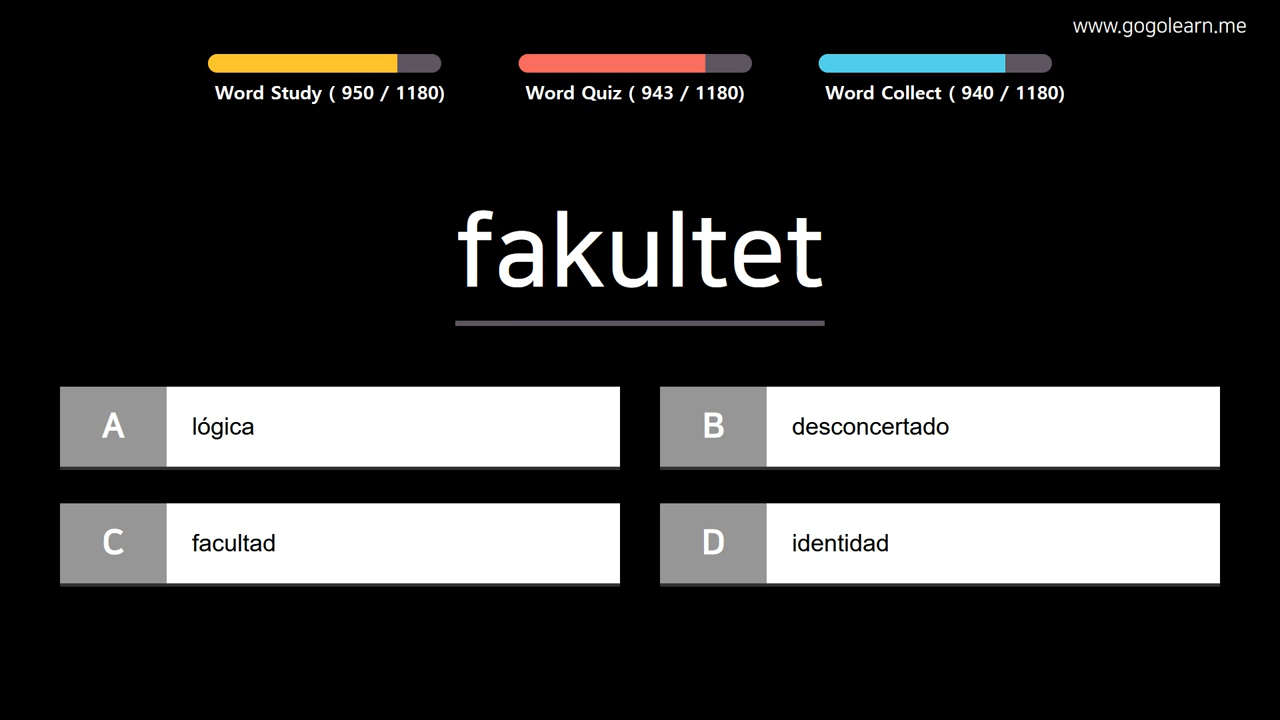 www.gogolearn.me
Word Study ( 950 / 1180)
Word Quiz ( 943 / 1180)
Word Collect ( 940 / 1180)
fakultet
A lógica
B desconcertado
C facultad
D identidad